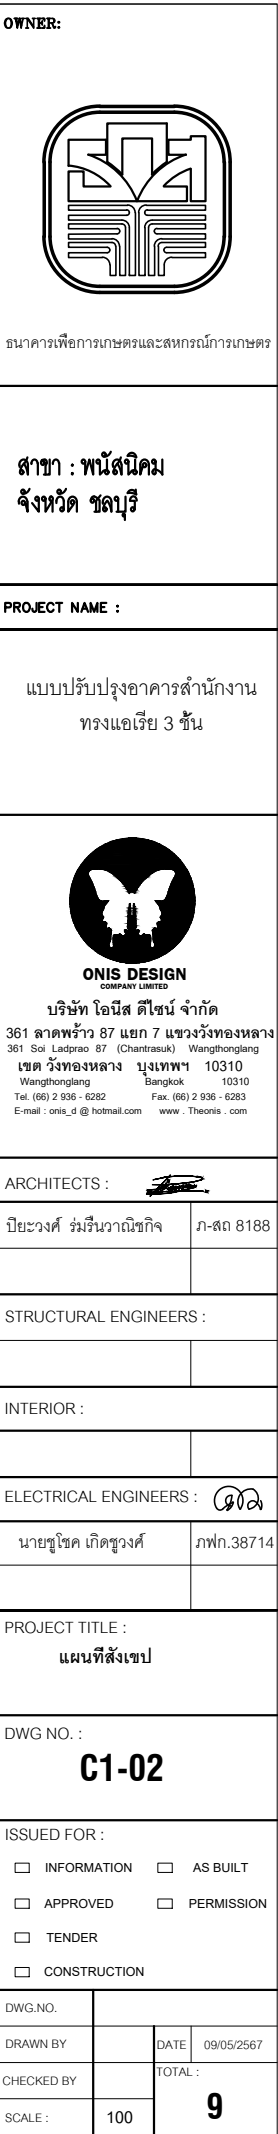 OWNER:
ธนาคารเพื่อการเกษตรและสหกรณ์การเกษตร
สาขา : พนัสนิคม
จังหวัด ชลบุรี
PROJECT NAME :
แบบปรับปรุงอาคารสำนักงาน
ทรงแอเรีย 3 ชั้น
ONIS DESIGN
COMPANY LIMITED
บริษัท โอนีส ดีไซน์ จำกัด
361 ลาดพร้าว 87 แยก 7 แขวงวังทองหลาง
361 Soi Ladprao 87 (Chantrasuk) Wangthonglang
เขต วังทองหลาง บุงเทพฯ 10310
Wangthonglang Bangkok 10310
Tel. (66) 2 936 - 6282 Fax. (66) 2 936 - 6283
E-mail : onis_d @ hotmail.com www . Theonis . com
ARCHITECTS :
ปิยะวงศ์ ร่มรื่นวาณิชกิจ ภ-สถ 8188
STRUCTURAL ENGINEERS :
INTERIOR :
ELECTRICAL ENGINEERS :
นายชูโชค เกิดชูวงศ์ ภฟก.38714
PROJECT TITLE :
แผนที่สังเขป
DWG NO. :
C1-02
ISSUED FOR :
INFORMATION AS BUILT
APPROVED PERMISSION
TENDER
CONSTRUCTION
DWG.NO.
DRAWN BY DATE 09/05/2567
CHECKED BY TOTAL :
SCALE : 100 9